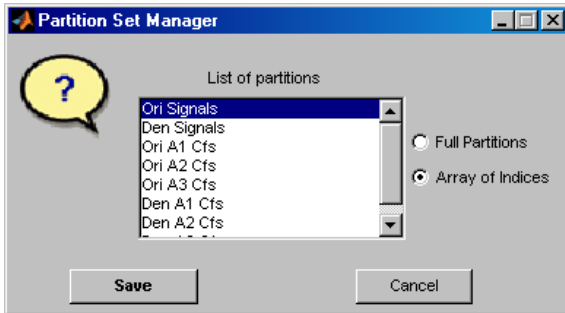 Partition Set Manager
?
List of partitions
Ori Signals
Den Signals
Ori A1 Cfs
Ori A2 Cfs
Ori A3 Cfs
Den A1 Cfs
Den A2 Cfs
Full Partitions
Array of Indices
Save
Cancel